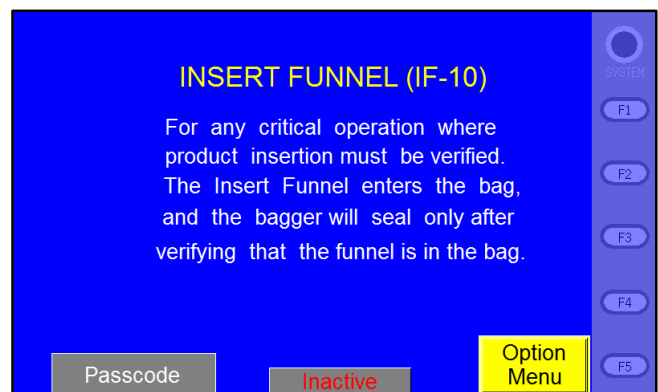 INSERT FUNNEL (IF-10)
For any critical operation where
product insertion must be verified.
The Insert Funnel enters the bag,
and the bagger will seal only after
verifying that the funnel is in the bag.
Passcode
Inactive
Option
Menu
SYSTEM
F1
F2
F3
F4
F5